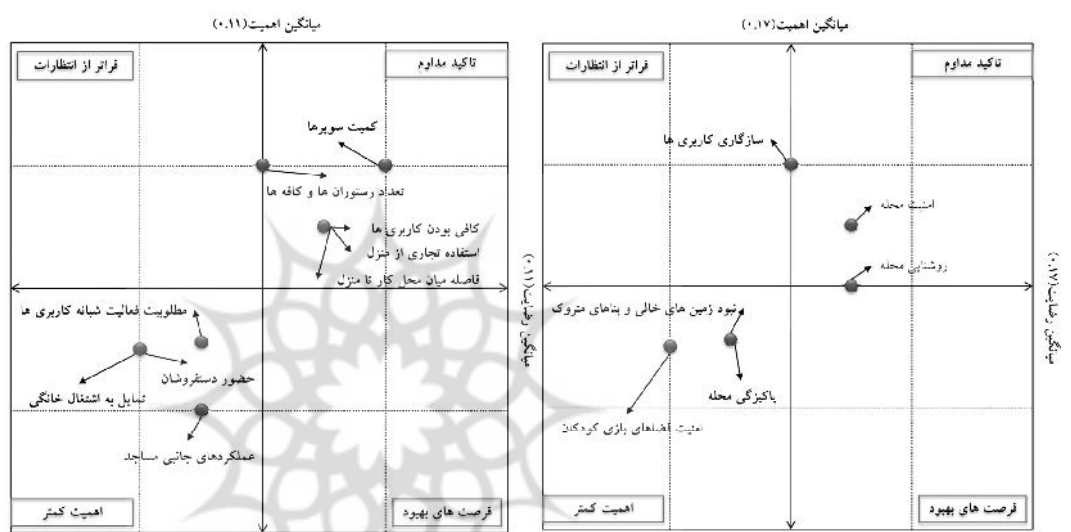 میانگین اهمیت(۰.۱۷)
تاکید مداوم
فراتر از انتظارات
سازگاری کاربری ها
امنیت محله
روشنایی محله
میانگین رضایت(۰.۱۷)
نبود زمین های خالی و بناهای متروک
پاکیزگی محله
امنیت فضاهای بازی کودکان
فرصت های بهبود
اهمیت کمتر
میانگین اهمیت(۰.۱۱)
تاکید مداوم
فراتر از انتظارات
کمیت سوپرها
تعداد رستوران ها و کافه ها
کافی بودن کاربری ها
استفاده تجاری از منزل
فاصله میان محل کار تا منزل
میانگین رضایت(۰.۱۱)
مطلوبیت فعالیت شبانه کاربری ها
حضور دستفروشان
تمایل به اشتغال خانگی
عملکردهای جانبی مساجد
فرصت های بهبود
اهمیت کمتر